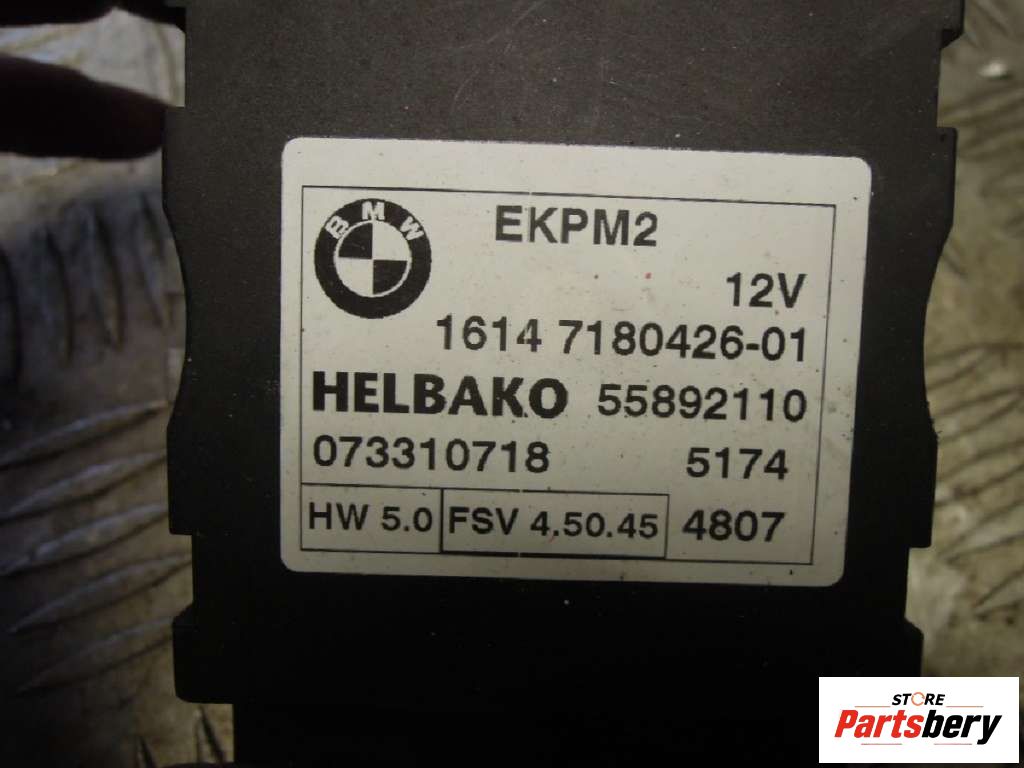 BMW
EKPM2
12V
1614 7180426-01
HELBAKO 55892110
073310718 5174
HW 5.0 FSV 4.50.45 4807
STORE
Partsbery